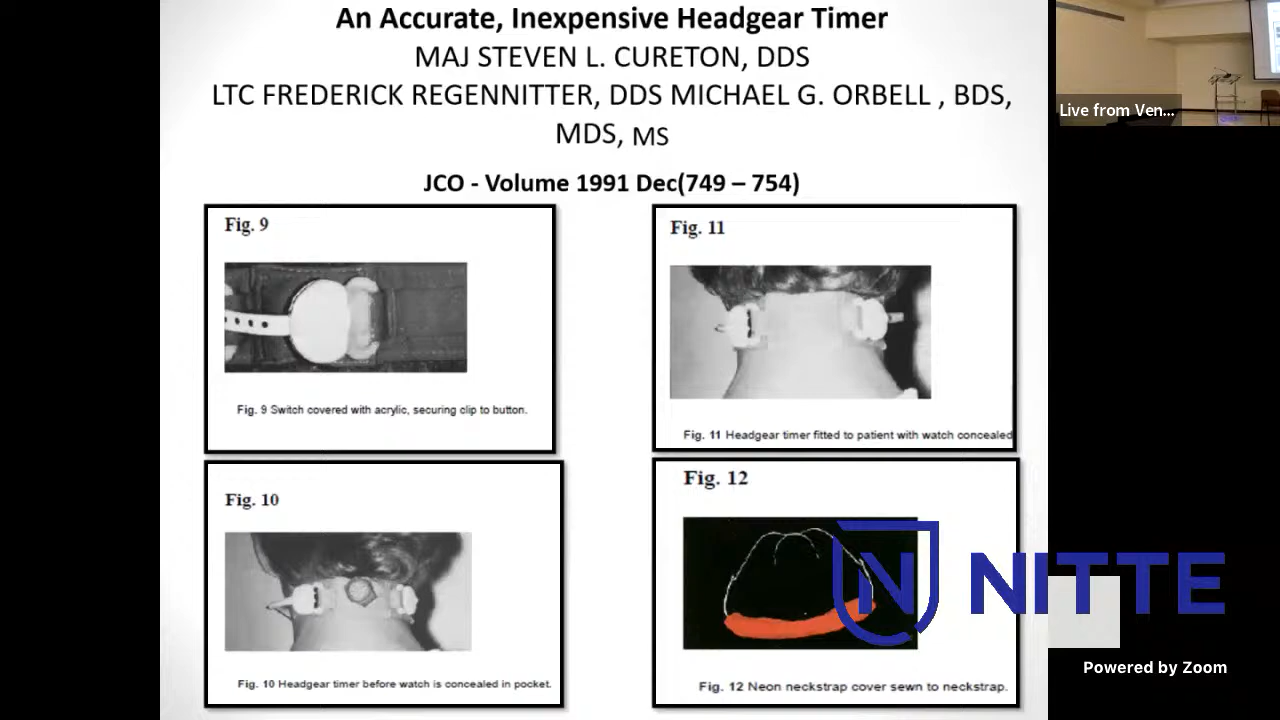 An Accurate, Inexpensive Headgear Timer
MAJ STEVEN L. CURETON, DDS
LTC FREDERICK REGENNITTER, DDS MICHAEL G. ORBELL , BDS,
MDS, MS
JCO - Volume 1991 Dec(749 – 754)
Fig. 9
Fig. 9 Switch covered with acrylic, securing clip to button.
Fig. 11
Fig. 11 Headgear timer fitted to patient with watch concealed
Fig. 10
Fig. 10 Headgear timer before watch is concealed in pocket.
Fig. 12
Fig. 12 Neon neckstrap cover sewn to neckstrap.
Live from Ven...
N NITTE
Powered by Zoom